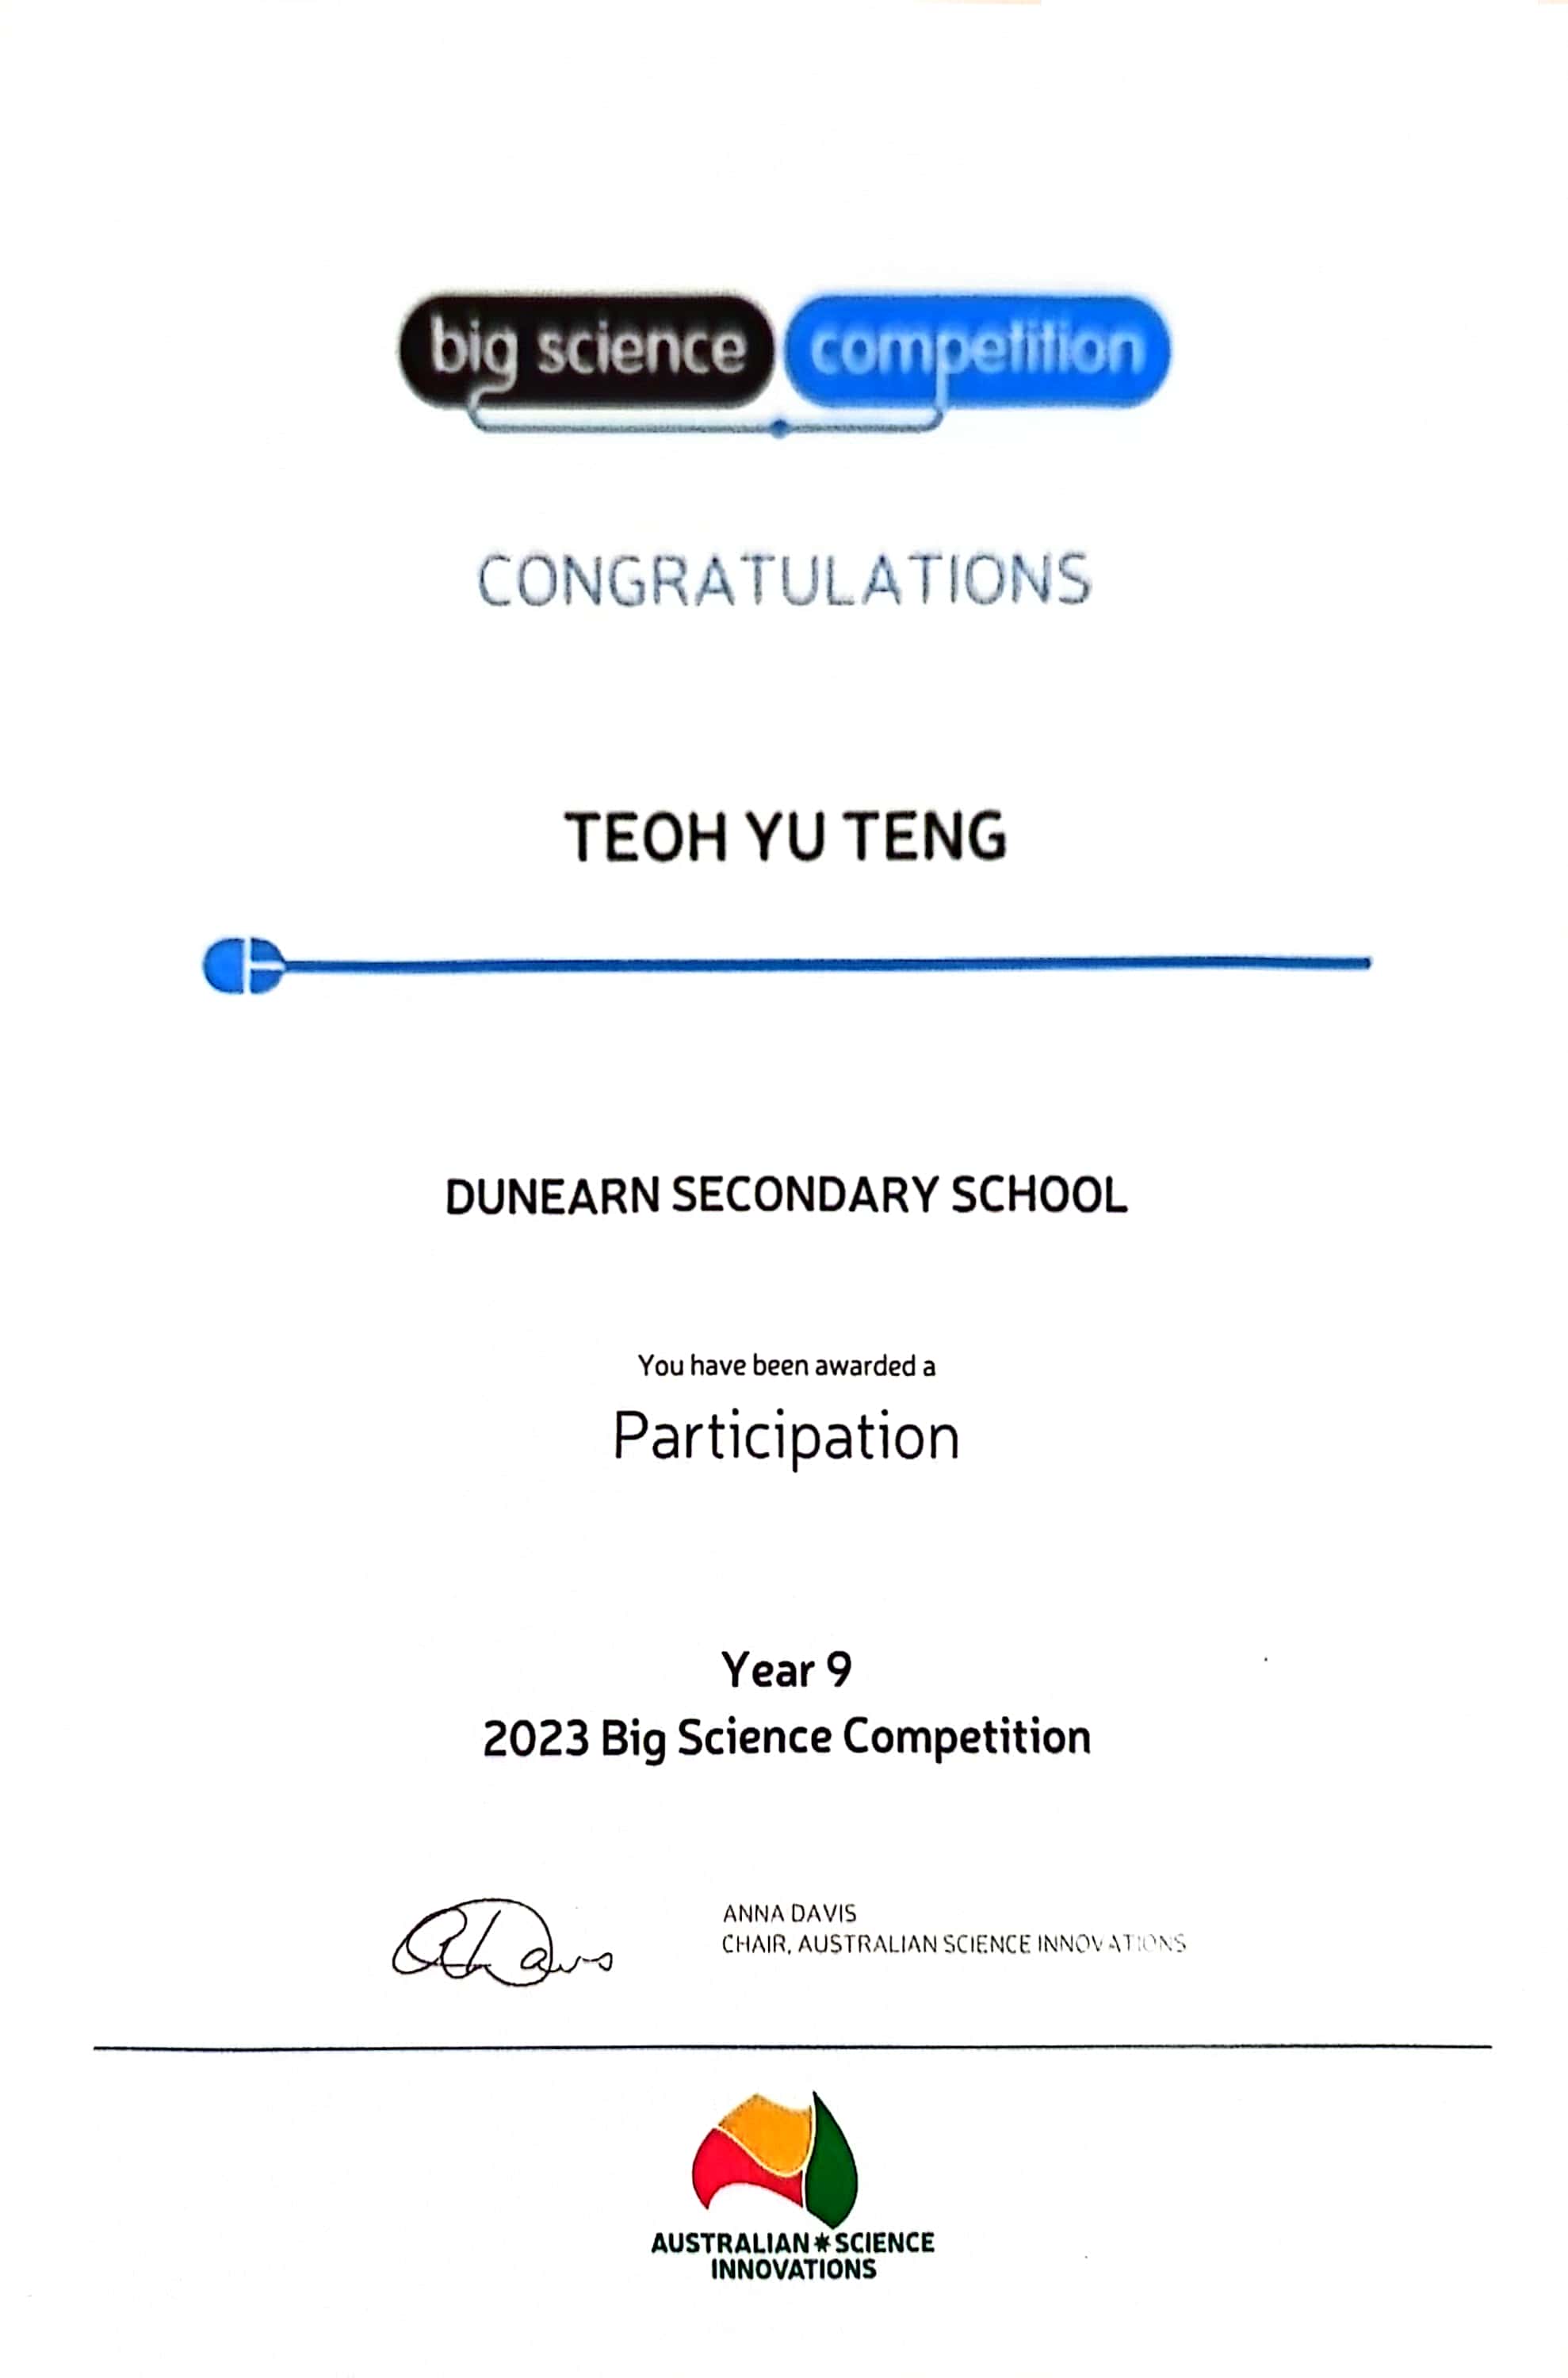 big science competition
CONGRATULATIONS
TEOH YU TENG
DUNEARN SECONDARY SCHOOL
You have been awarded a
Participation
Year 9
2023 Big Science Competition
ADavis
ANNA DAVIS
CHAIR, AUSTRALIAN SCIENCE INNOVATIONS
AUSTRALIAN SCIENCE
INNOVATIONS